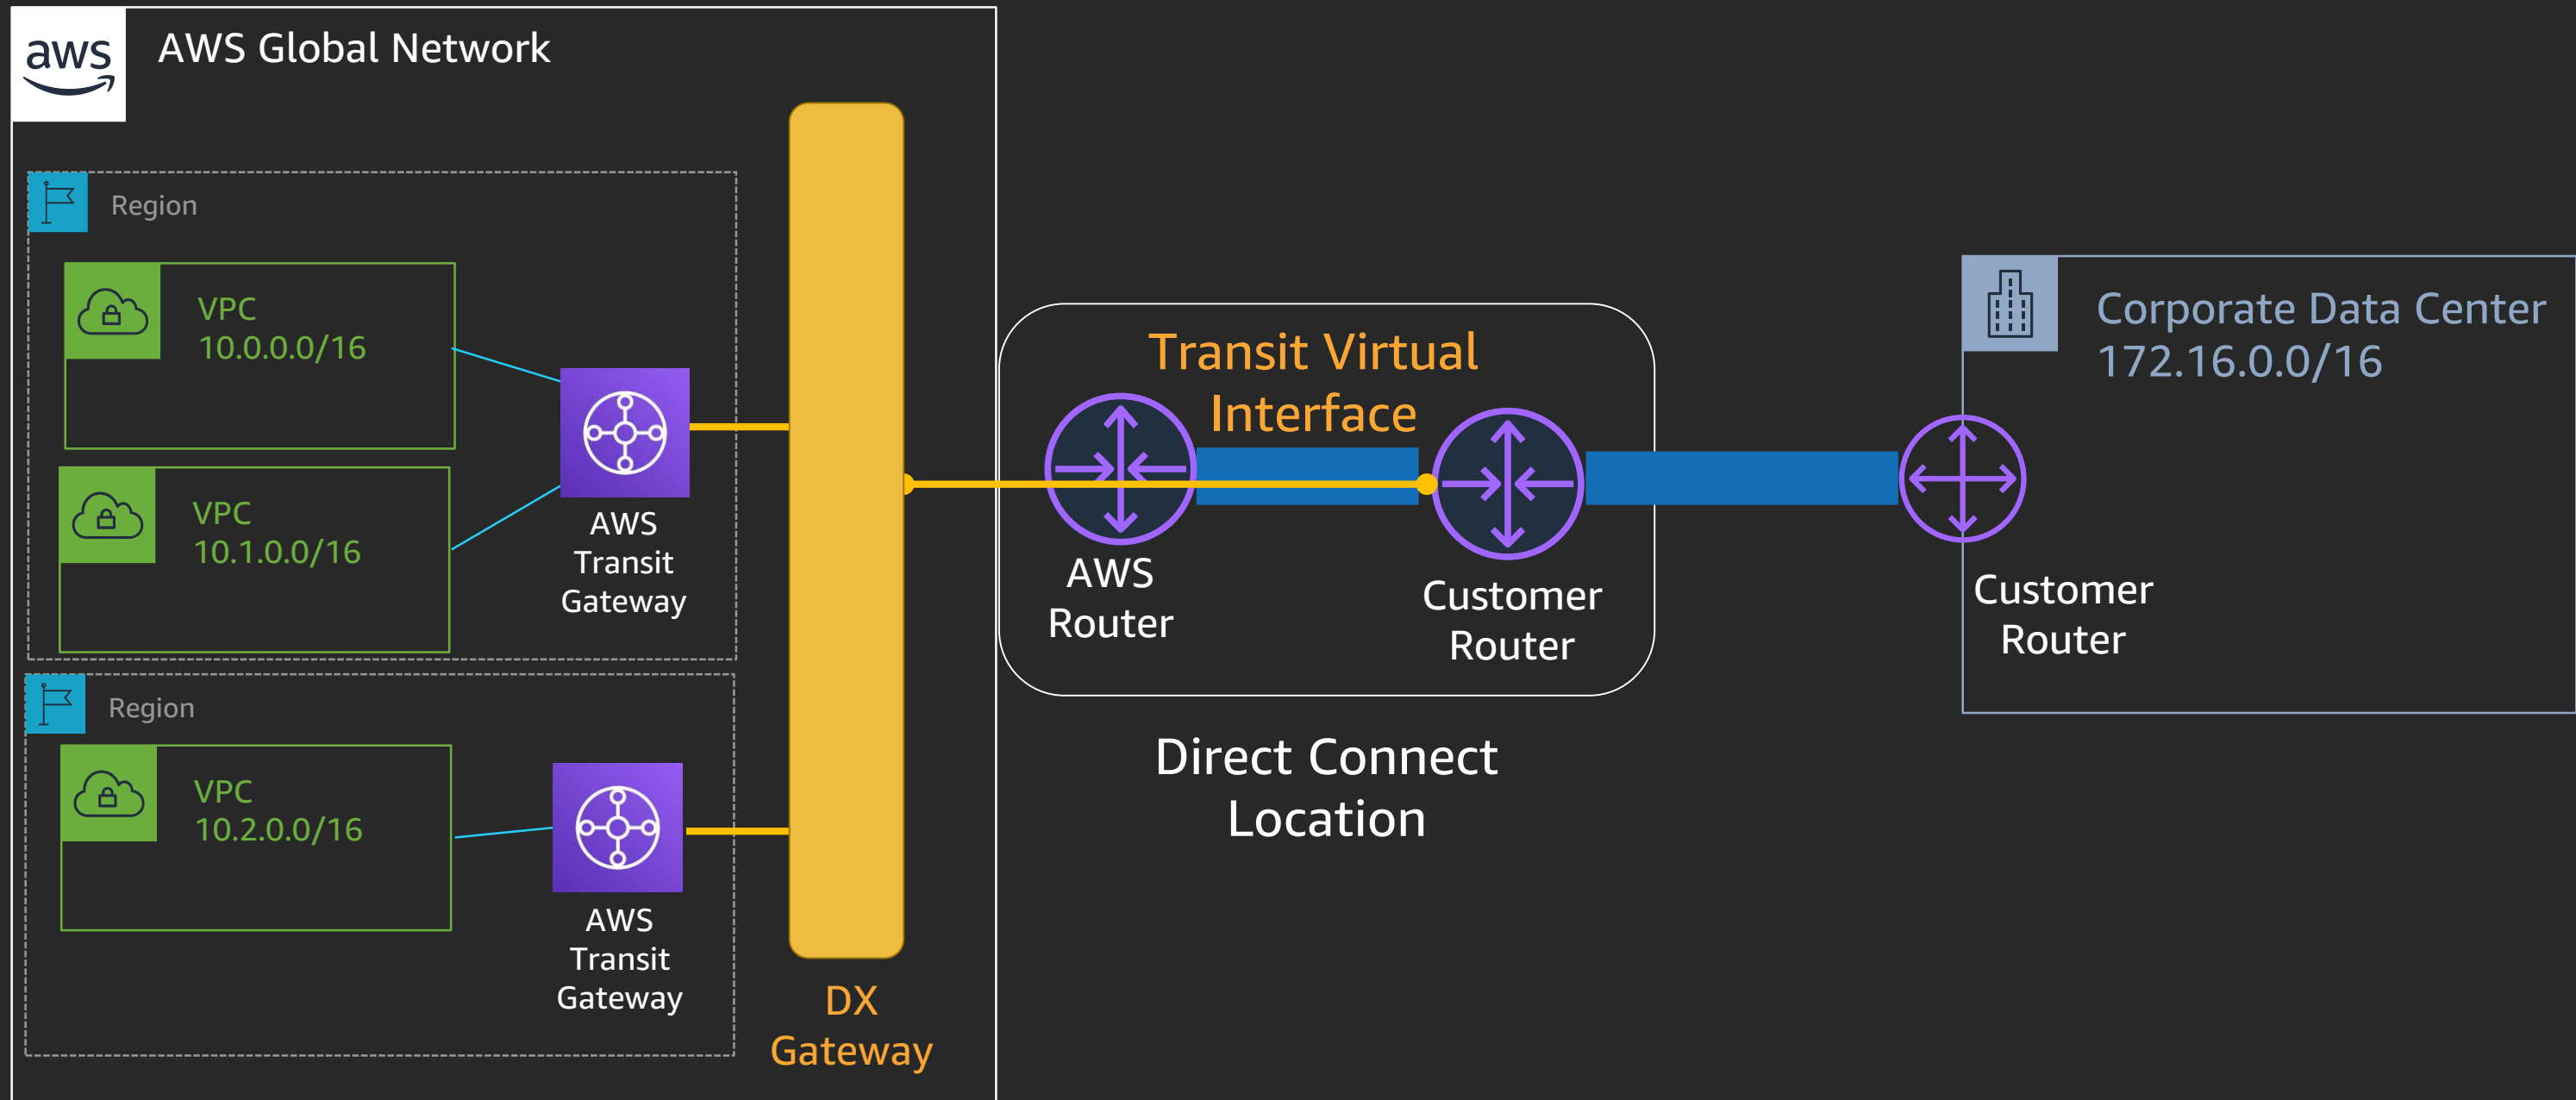 aws
AWS Global Network
Region
VPC
10.0.0.0/16
VPC
10.1.0.0/16
AWS
Transit
Gateway
Region
VPC
10.2.0.0/16
AWS
Transit
Gateway
DX
Gateway
Transit Virtual
Interface
AWS
Router
Customer
Router
Direct Connect
Location
Corporate Data Center
172.16.0.0/16
Customer
Router